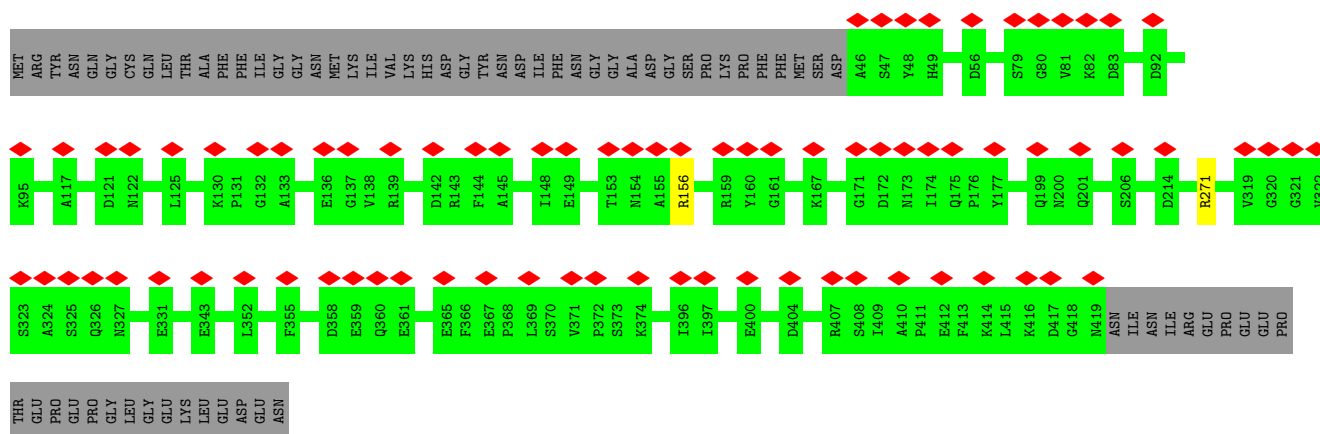 MET ARG TYR ASN GLN GLY CYS GLN LEU THR ALA PHE PHE ILE GLY GLY ASN MET LYS ILE VAL LYS HIS ASP GLY TYR ASN ASP ILE PHE ASN GLY GLY ALA ASP GLY SER PRO LYS PRO PHE PHE MET SER ASP A46 S47 Y48 H49 D56 S79 G80 V81 K82 D83 D92
K95 A117 D121 N122 L125 K130 P131 G132 A133 E136 G137 V138 R139 D142 R143 F144 A145 I148 E149 T153 N154 A155 R156 R159 Y160 G161 K167 G171 D172 N173 I174 Q175 P176 Y177 Q199 N200 Q201 S206 D214 R271 V319 G320 G321 V322
S323 A324 S325 Q326 N327 E331 E343 L352 F355 D358 E359 Q360 E361 E365 F366 E367 P368 L369 S370 V371 P372 S373 K374 I396 I397 E400 D404 R407 S408 I409 A410 P411 E412 F413 K414 L415 K416 D417 G418 N419 ASN ILE ASN ILE ARG GLU PRO GLU GLU PRO
THR GLU PRO GLU PRO GLY LEU GLY GLU LYS LEU GLU ASP GLU ASN